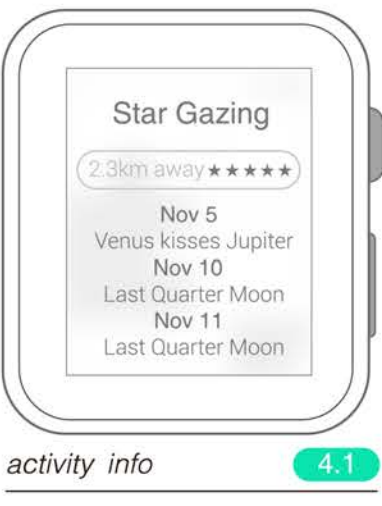 Star Gazing
2.3km away ★★★★★
Nov 5
Venus kisses Jupiter
Nov 10
Last Quarter Moon
Nov 11
Last Quarter Moon
activity info 4.1